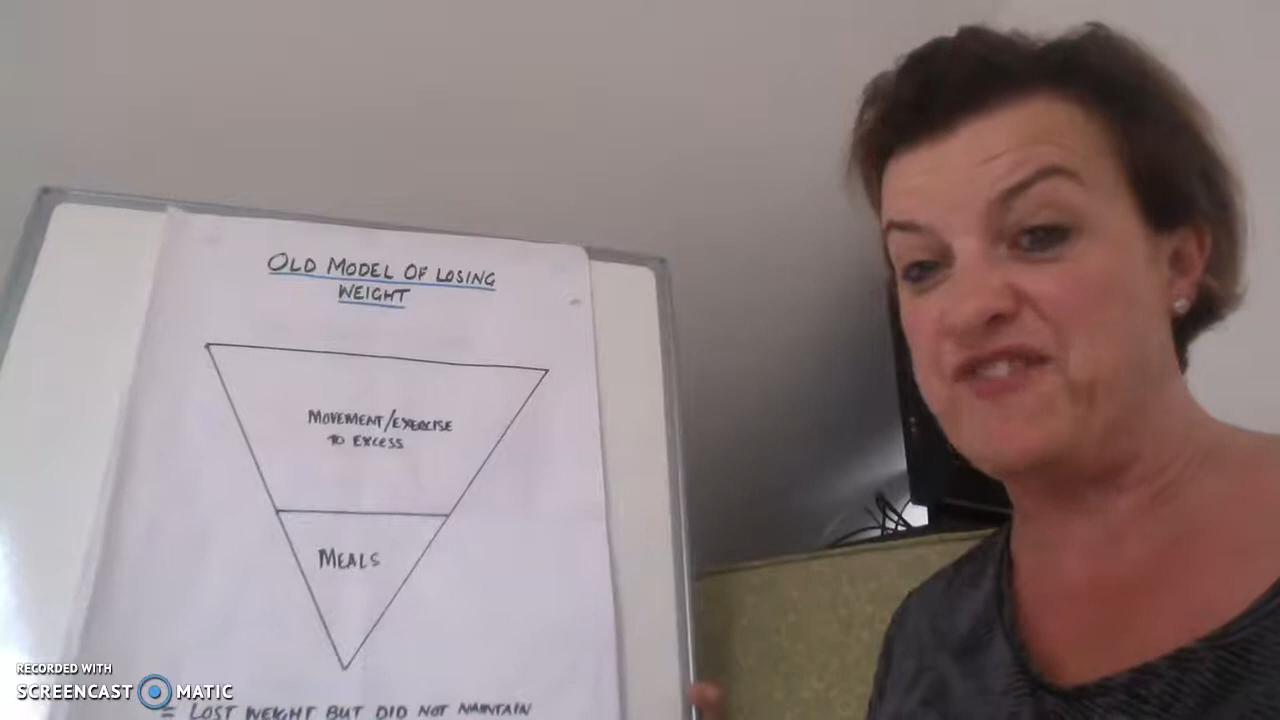 OLD MODEL OF LOSING
WEIGHT
MOVEMENT/EXERCISE
TO EXCESS
MEALS
= LOST WEIGHT BUT DID NOT MAINTAIN
RECORDED WITH
SCREENCAST MATIC